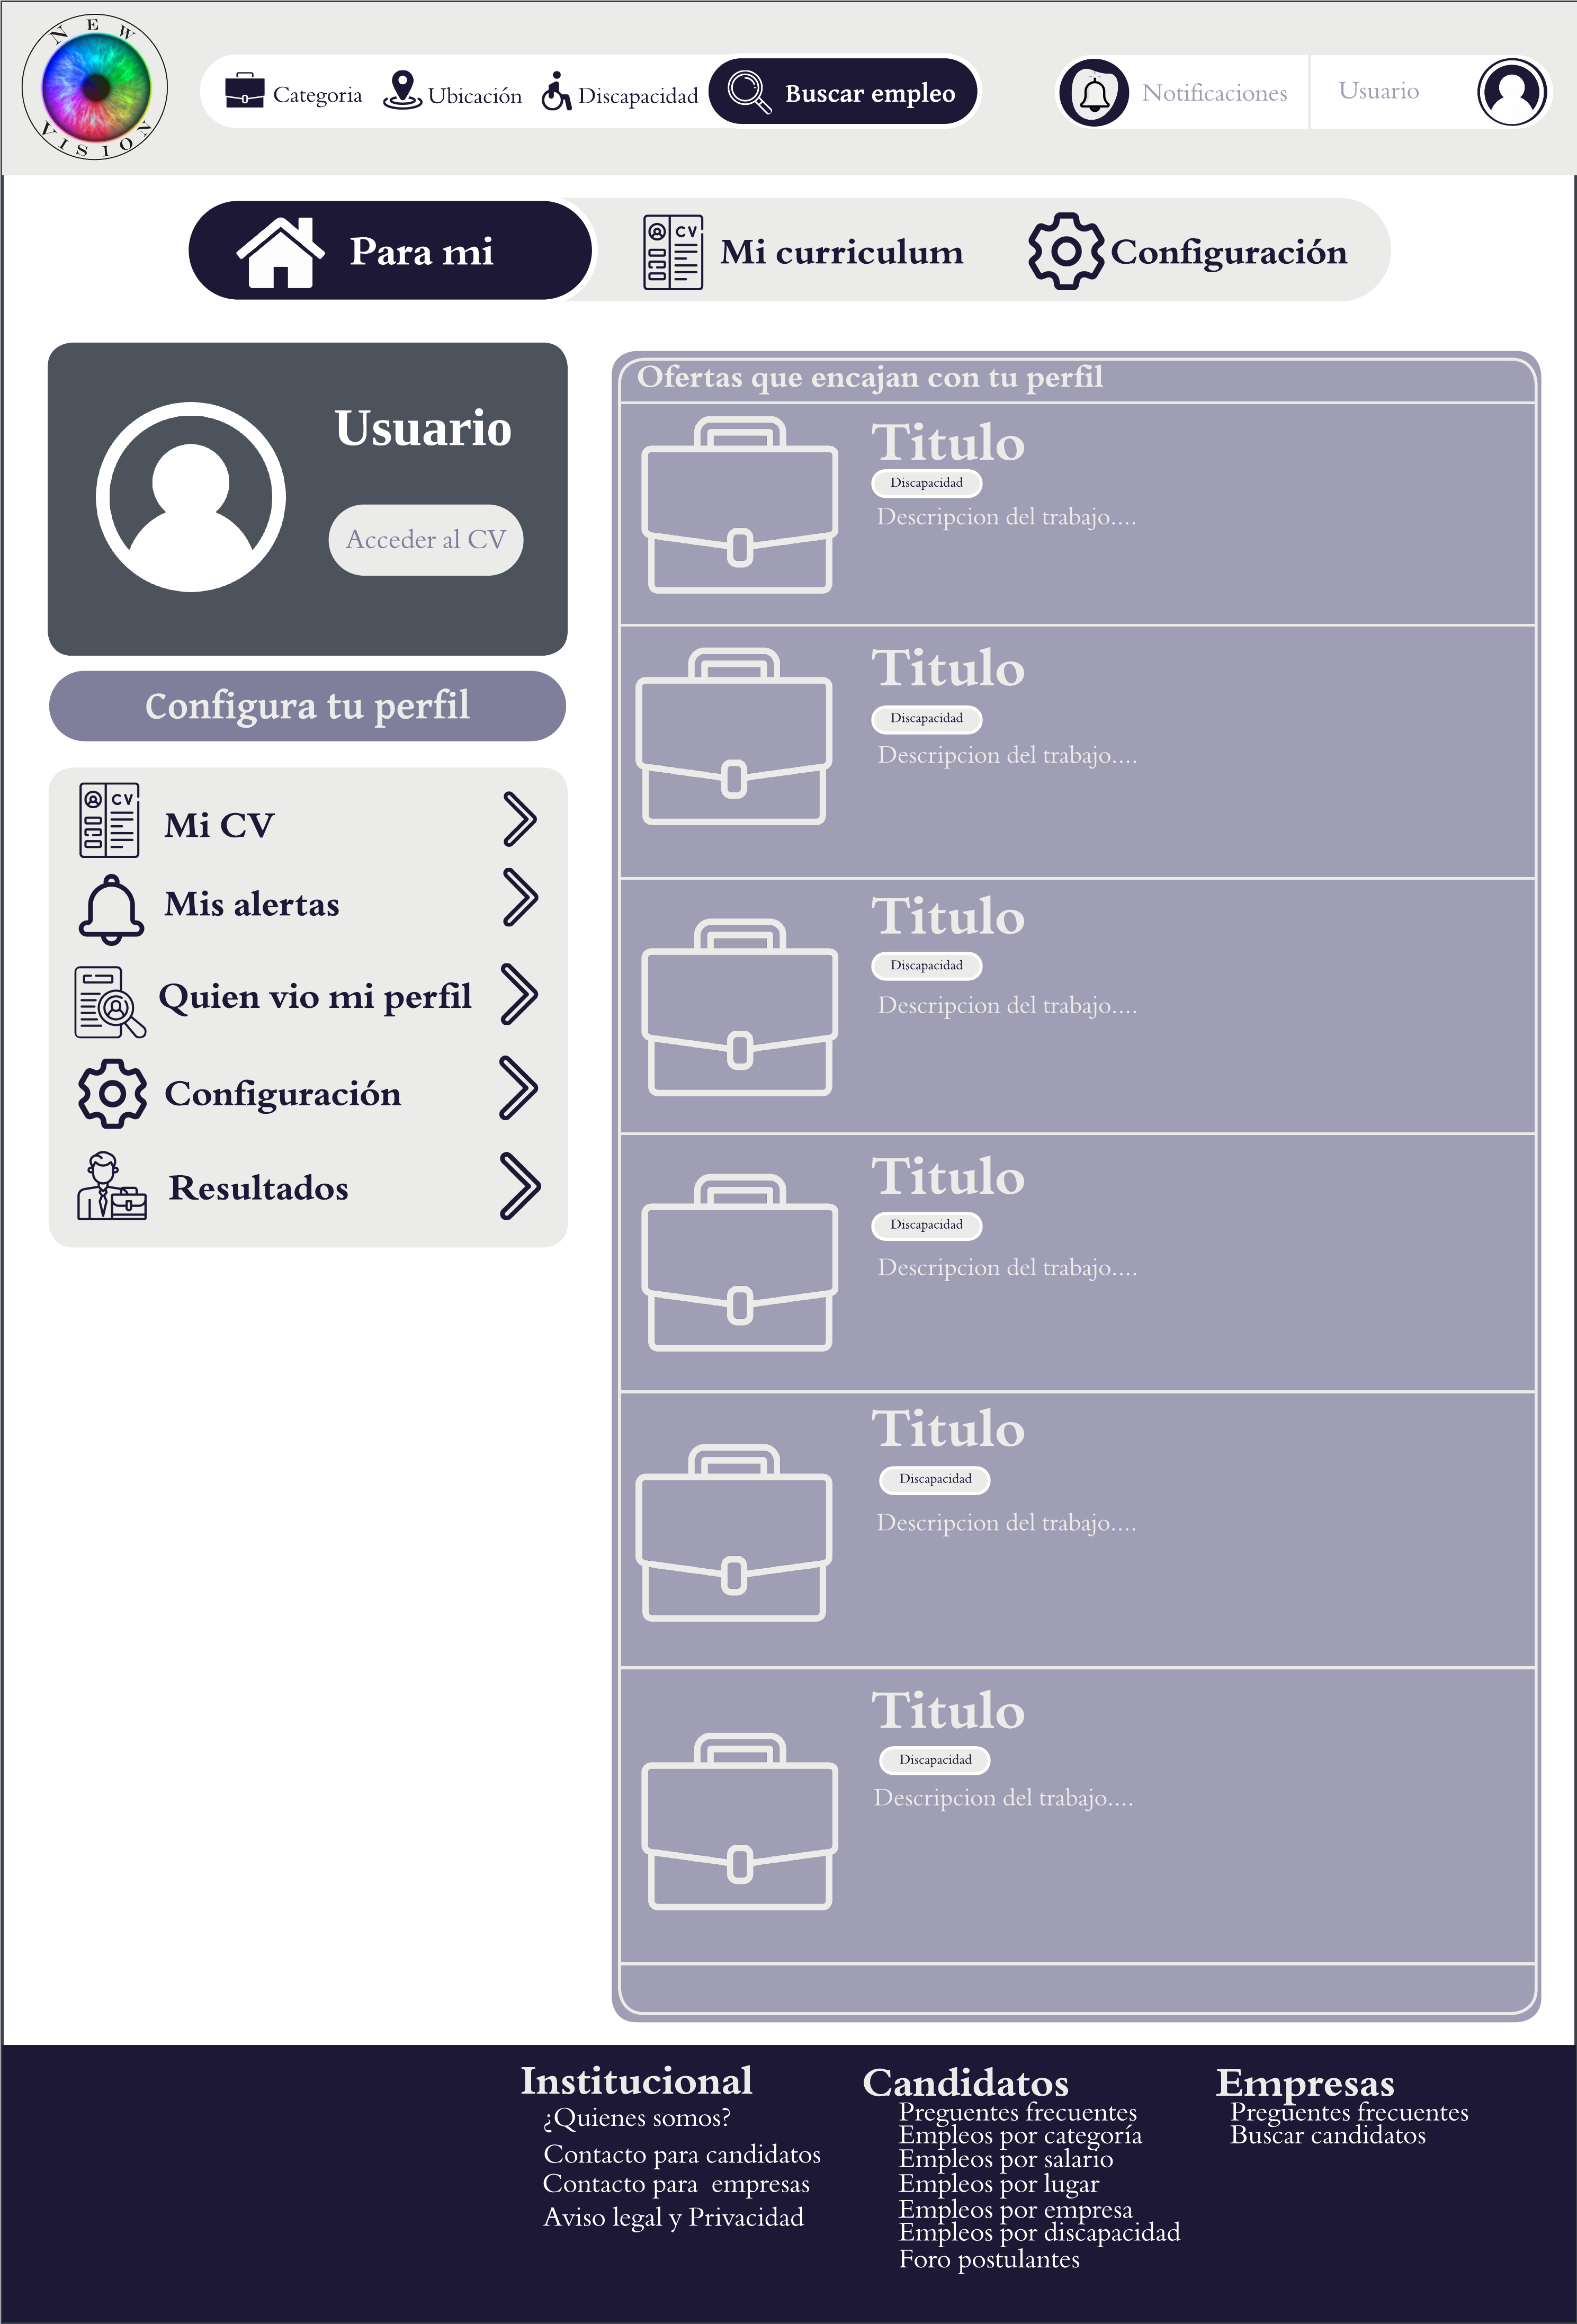 NEW
VISION
Categoria
Ubicación
Discapacidad
Buscar empleo
Notificaciones
Usuario
Para mi
CV
Mi curriculum
Configuración
Usuario
Acceder al CV
Configura tu perfil
CV
Mi CV
Mis alertas
Quien vio mi perfil
Configuración
Resultados
Ofertas que encajan con tu perfil
Titulo
Discapacidad
Descripcion del trabajo....
Titulo
Discapacidad
Descripcion del trabajo....
Titulo
Discapacidad
Descripcion del trabajo....
Titulo
Discapacidad
Descripcion del trabajo....
Titulo
Discapacidad
Descripcion del trabajo....
Titulo
Discapacidad
Descripcion del trabajo....
Institucional
¿Quienes somos?
Contacto para candidatos
Contacto para empresas
Aviso legal y Privacidad
Candidatos
Preguentes frecuentes
Empleos por categoría
Empleos por salario
Empleos por lugar
Empleos por empresa
Empleos por discapacidad
Foro postulantes
Empresas
Preguentes frecuentes
Buscar candidatos